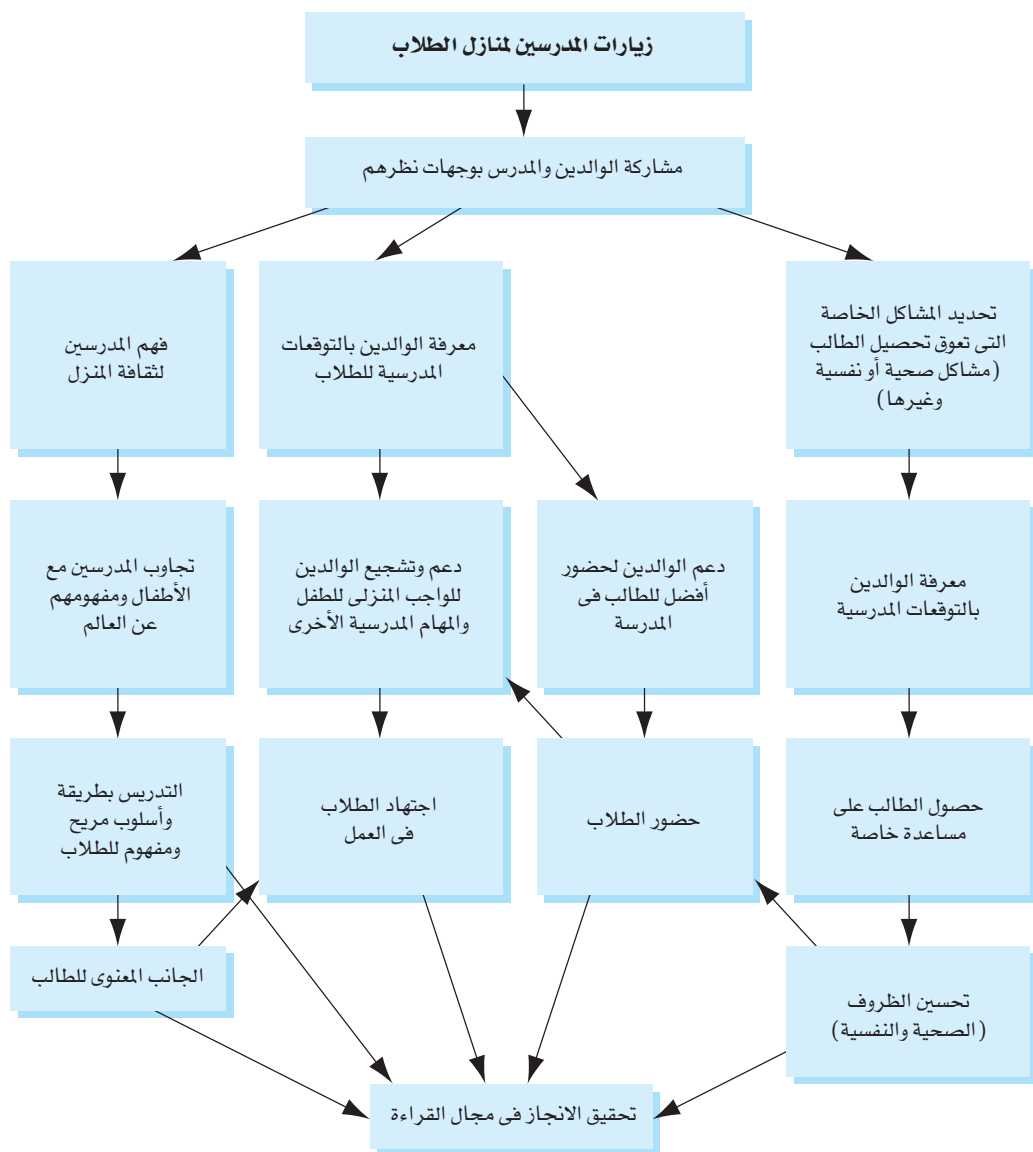 زيارات المدرسين لمنازل الطلاب
مشاركة الوالدين والمدرس بوجهات نظرهم
تحديد المشاكل الخاصة
التى تعوق تحصيل الطالب
(مشاكل صحية أو نفسية
وغيرها)
معرفة الوالدين بالتوقعات
المدرسية للطلاب
فهم المدرسين
لثقافة المنزل
معرفة الوالدين
بالتوقعات المدرسية
دعم الوالدين لحضور
أفضل للطالب فى
المدرسة
دعم وتشجيع الوالدين
للواجب المنزلى للطفل
والمهام المدرسية الأخرى
تجاوب المدرسين مع
الأطفال ومفهومهم
عن العالم
حصول الطالب على
مساعدة خاصة
حضور الطلاب
اجتهاد الطلاب
فى العمل
التدريس بطريقة
وأسلوب مريح
ومفهوم للطلاب
تحسين الظروف
(الصحية والنفسية)
الجانب المعنوى للطالب
تحقيق الانجاز فى مجال القراءة